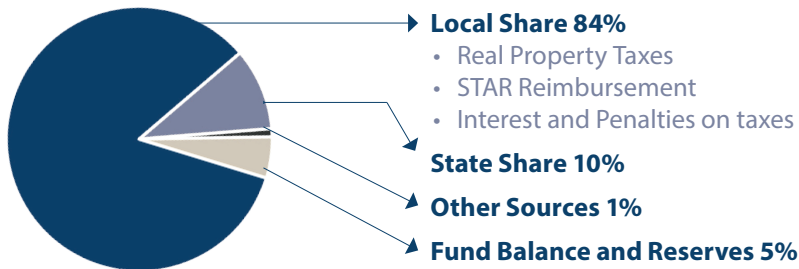 Local Share 84%
• Real Property Taxes
• STAR Reimbursement
• Interest and Penalties on taxes
State Share 10%
Other Sources 1%
Fund Balance and Reserves 5%